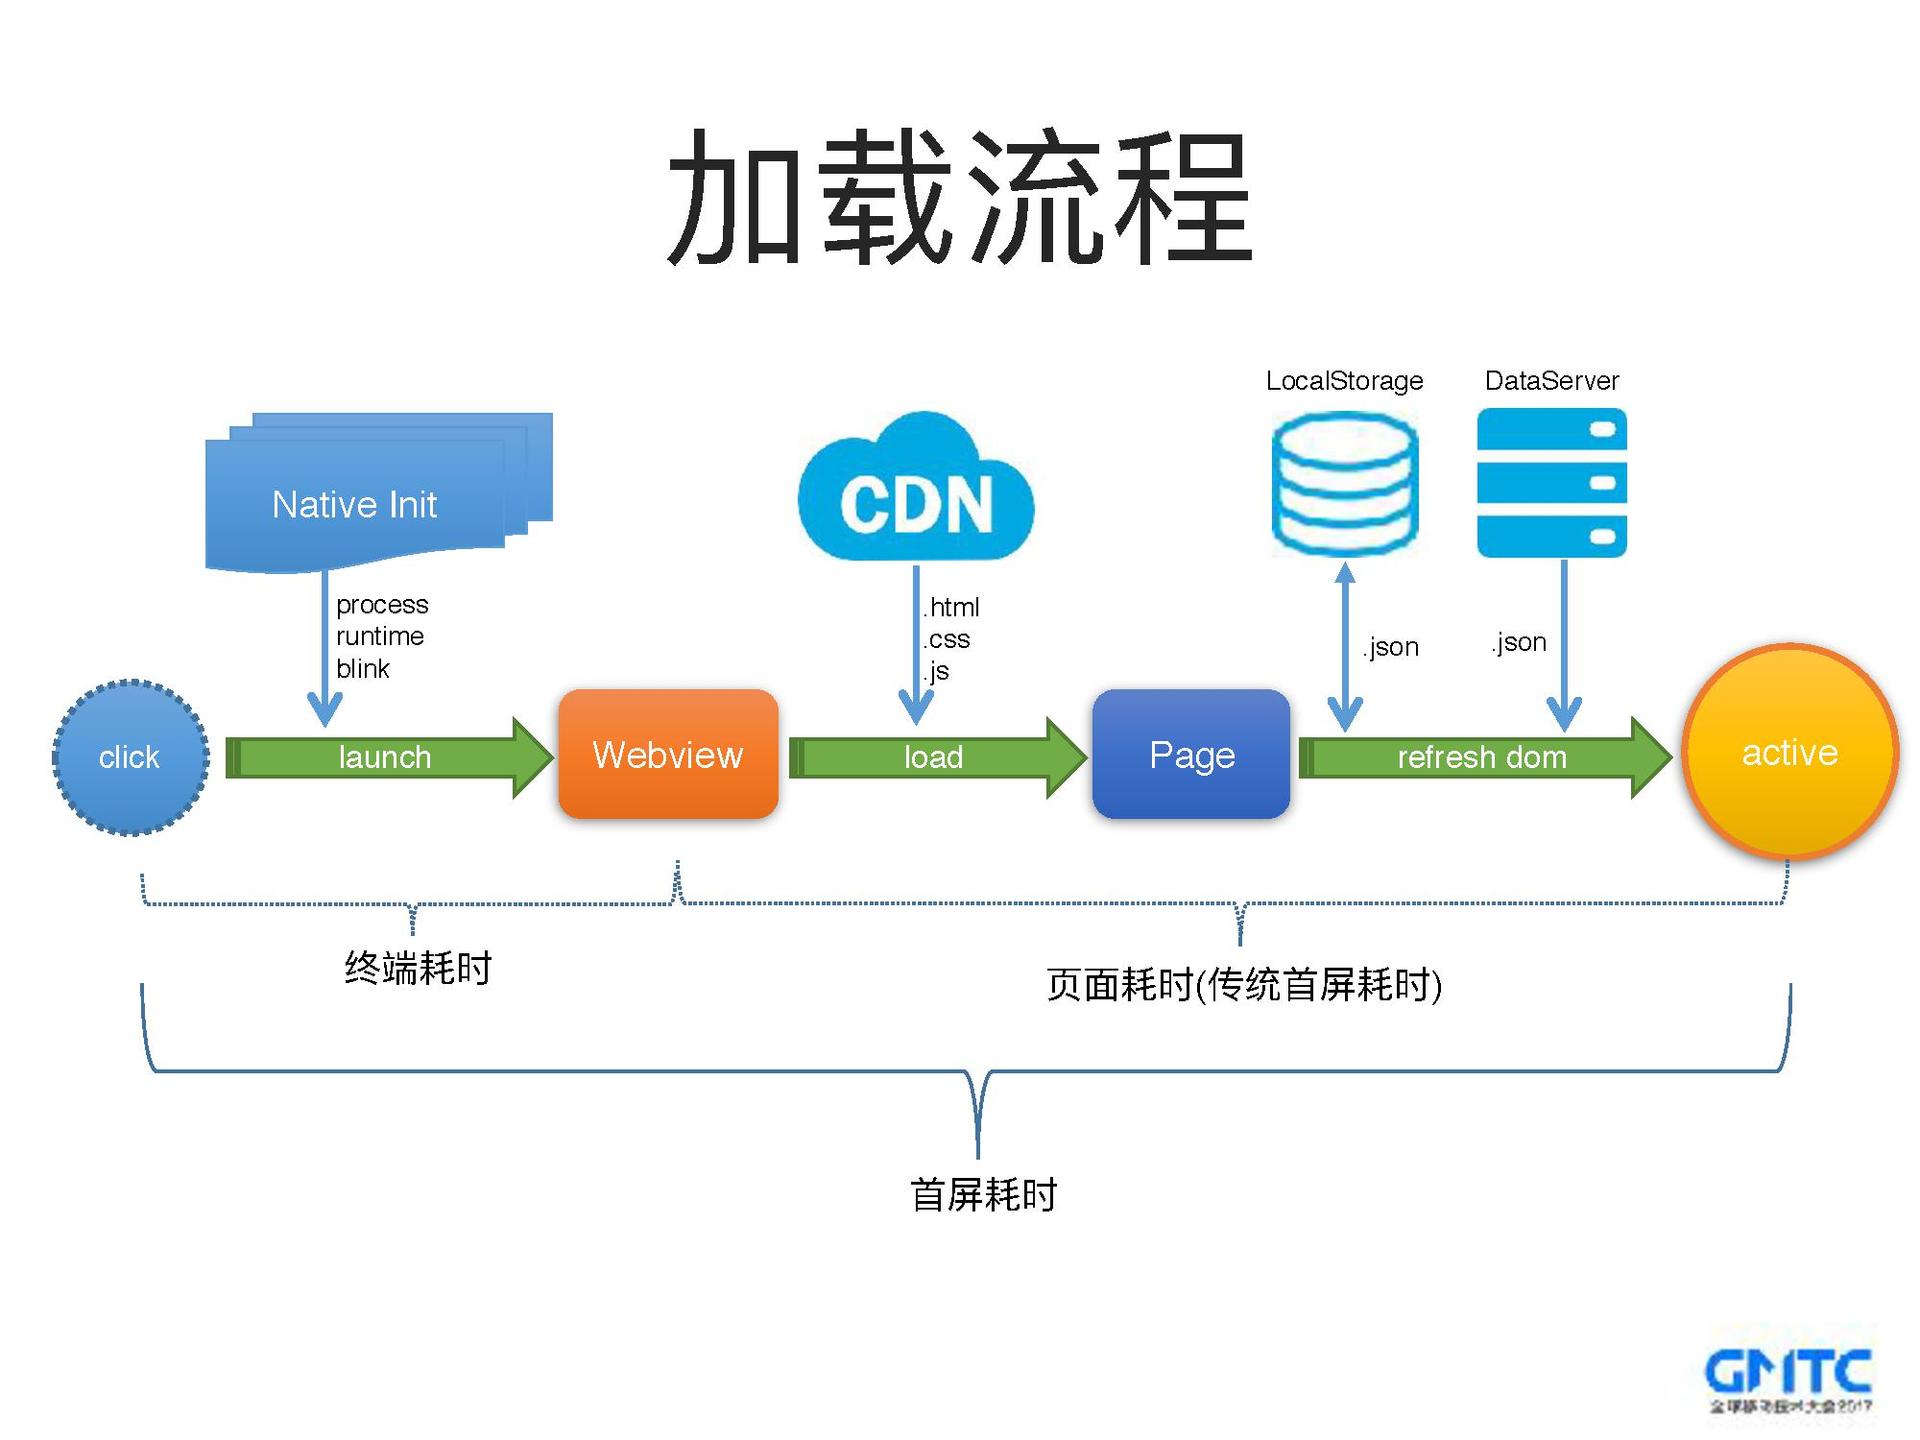 加载流程
LocalStorage
DataServer
Native Init
CDN
process
runtime
blink
.html
.css
.js
.json
.json
click
launch
Webview
load
Page
refresh dom
active
终端耗时
页面耗时(传统首屏耗时)
首屏耗时
GMTC
全球移动技术大会2017